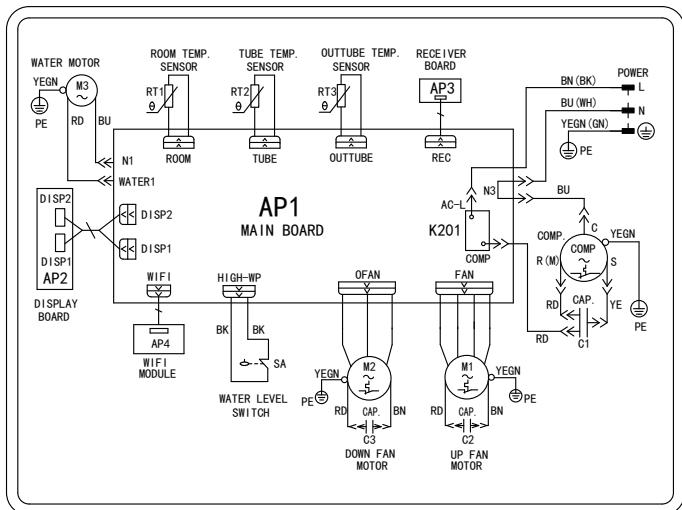 WATER MOTOR
ROOM TEMP.
SENSOR
TUBE TEMP.
SENSOR
OUTTUBE TEMP.
SENSOR
RECEIVER
BOARD
POWER
YEGN
M3
~
PE
RD
BU
RT1
θ
RT2
θ
RT3
θ
AP3
BN(BK)
L
BU(WH)
N
YEGN(GN)
PE
ROOM
TUBE
OUTTUBE
REC
N1
WATER1
N3
BU
AP1
MAIN BOARD
AC-L
K201
COMP
DISP2
DISP1
AP2
DISPLAY
BOARD
DISP2
DISP1
COMP.
C
YEGN
COMP
~
R(M)
S
PE
RD
CAP.
YE
C1
RD
WIFI
HIGH-WP
OFAN
FAN
AP4
WIFI
MODULE
BK
BK
SA
WATER LEVEL
SWITCH
YEGN
M2
~
PE
RD
CAP.
BN
C3
DOWN FAN
MOTOR
M1
~
YEGN
PE
RD
CAP.
BN
C2
UP FAN
MOTOR